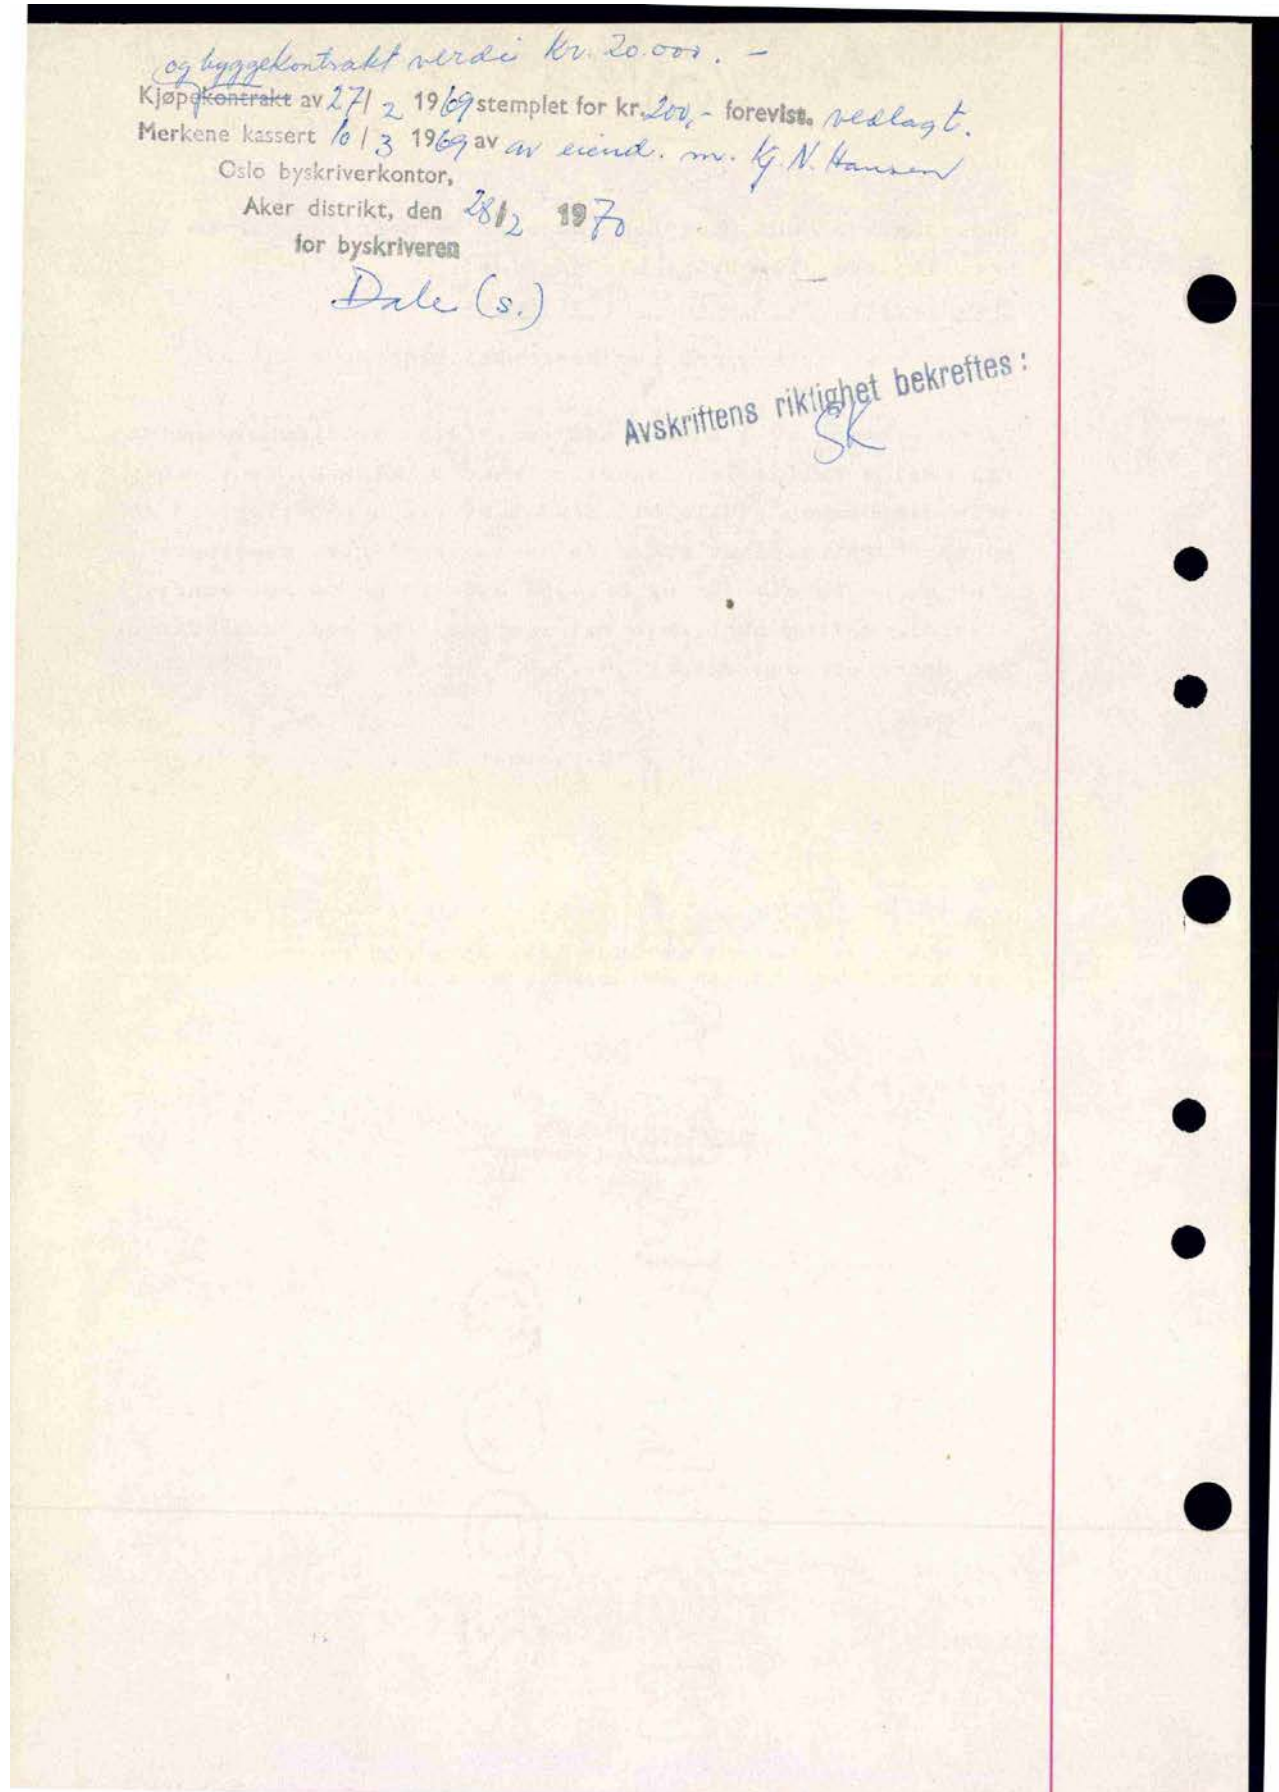 og byggekontrakt verdi kr. 20.000. -
Kjøpekontrakt av 27/2 1969 stemplet for kr. 200,- forevist. vedlagt.
Merkene kassert 10/3 1969 av av eiend. m. Kj. N. Hansen
Oslo byskriverkontor,
Aker distrikt, den 28/2 1970
for byskriveren
Dale (s.)
Avskriftens riktighet bekreftes:
SK